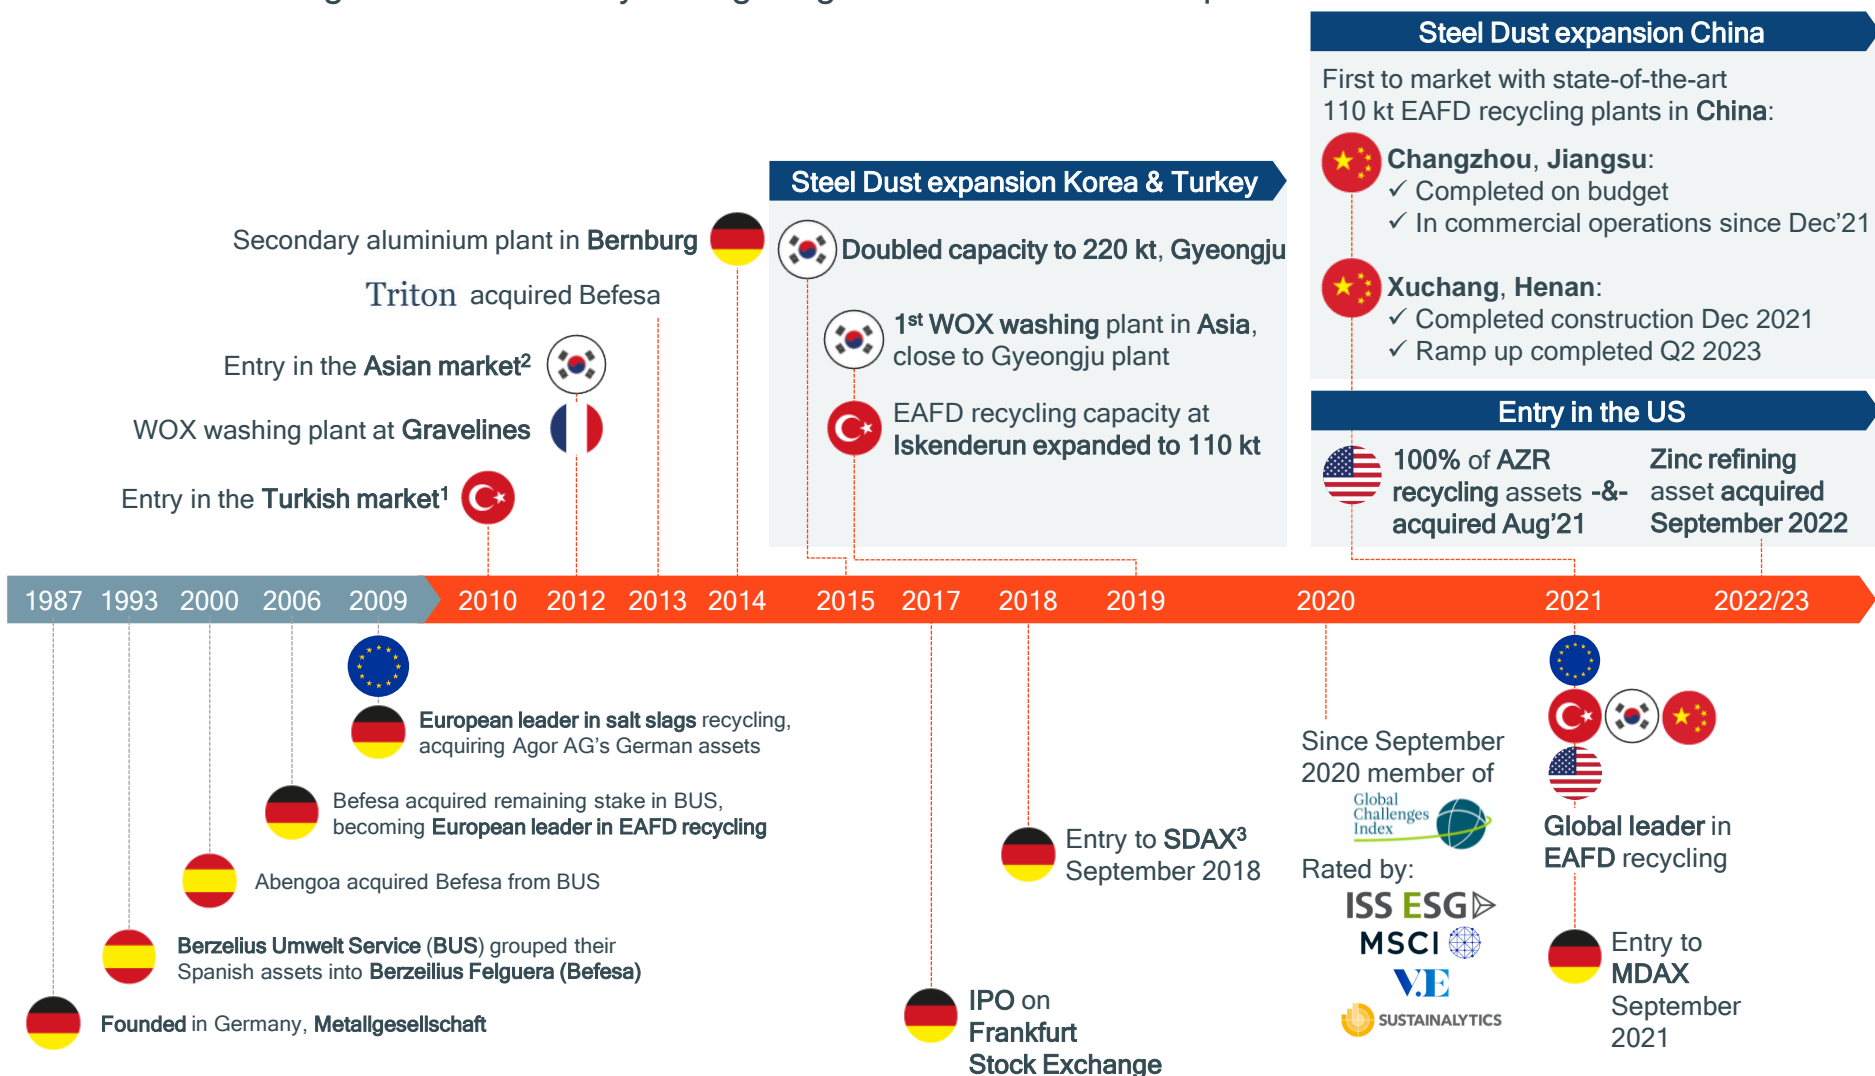 Steel Dust expansion China
First to market with state-of-the-art
110 kt EAFD recycling plants in China:
Changzhou, Jiangsu:
✓ Completed on budget
✓ In commercial operations since Dec'21
Xuchang, Henan:
✓ Completed construction Dec 2021
✓ Ramp up completed Q2 2023
Steel Dust expansion Korea & Turkey
Doubled capacity to 220 kt, Gyeongju
1st WOX washing plant in Asia,
close to Gyeongju plant
EAFD recycling capacity at
Iskenderun expanded to 110 kt
Secondary aluminium plant in Bernburg
Triton acquired Befesa
Entry in the Asian market2
WOX washing plant at Gravelines
Entry in the Turkish market1
Entry in the US
100% of AZR
recycling assets -&-
acquired Aug'21
Zinc refining
asset acquired
September 2022
1987 1993 2000 2006 2009 2010 2012 2013 2014 2015 2017 2018 2019 2020 2021 2022/23
European leader in salt slags recycling,
acquiring Agor AG's German assets
Befesa acquired remaining stake in BUS,
becoming European leader in EAFD recycling
Abengoa acquired Befesa from BUS
Berzelius Umwelt Service (BUS) grouped their
Spanish assets into Berzeilius Felguera (Befesa)
Founded in Germany, Metallgesellschaft
IPO on
Frankfurt
Stock Exchange
Entry to SDAX3
September 2018
Since September
2020 member of
Global
Challenges
Index
Rated by:
ISS ESG
MSCI
V.E
SUSTAINALYTICS
Global leader in
EAFD recycling
Entry to
MDAX
September
2021